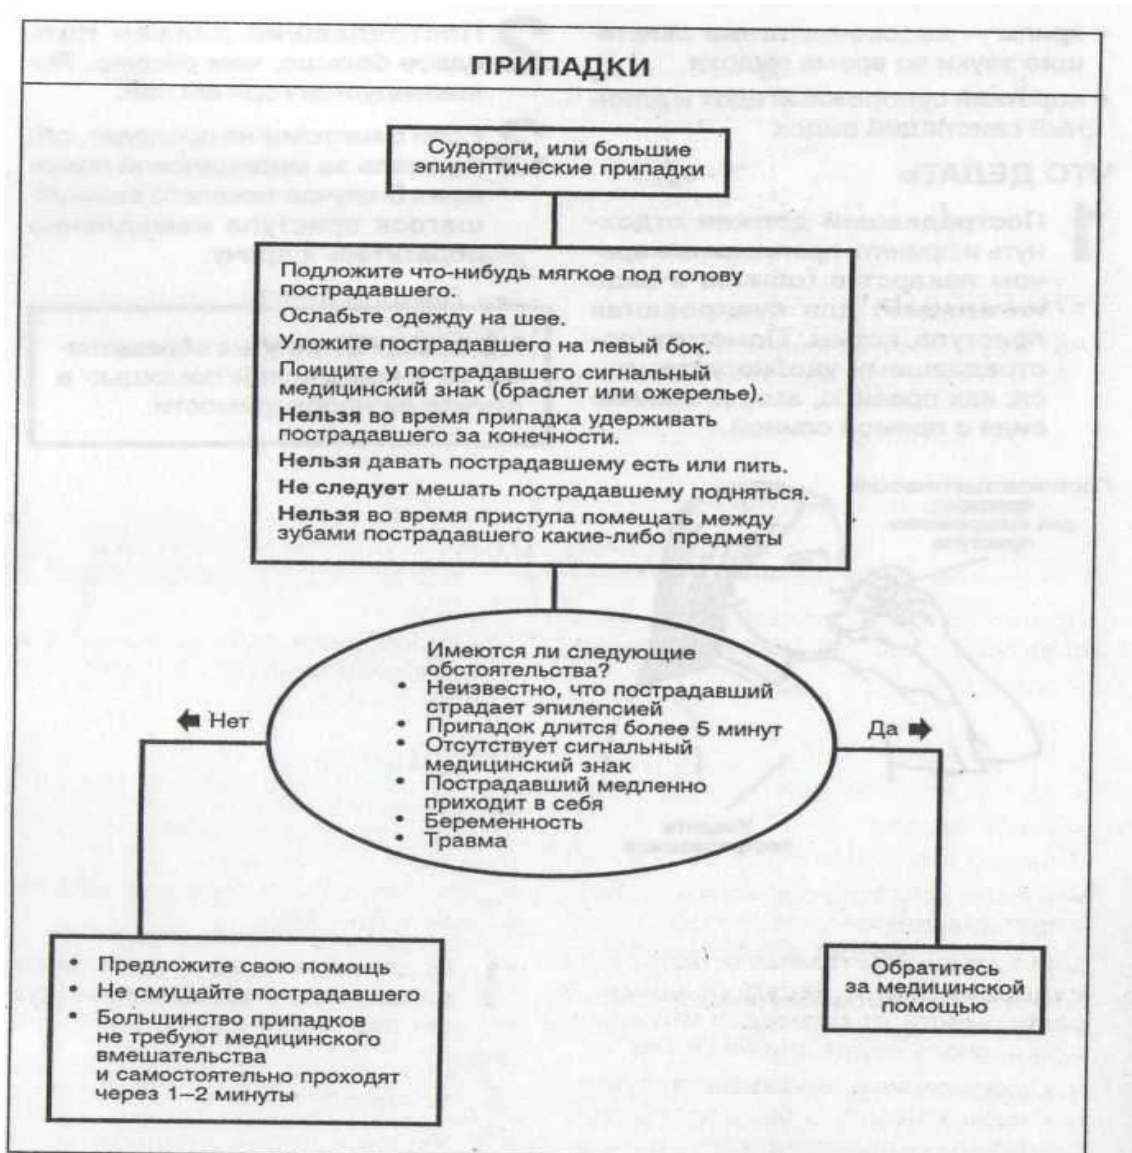 ПРИПАДКИ
Судороги, или большие
эпилептические припадки
Подложите что-нибудь мягкое под голову
пострадавшего.
Ослабьте одежду на шее.
Уложите пострадавшего на левый бок.
Поищите у пострадавшего сигнальный
медицинский знак (браслет или ожерелье).
Нельзя во время припадка удерживать
пострадавшего за конечности.
Нельзя давать пострадавшему есть или пить.
Не следует мешать пострадавшему подняться.
Нельзя во время приступа помещать между
зубами пострадавшего какие-либо предметы
Имеются ли следующие
обстоятельства?
• Неизвестно, что пострадавший
страдает эпилепсией
• Припадок длится более 5 минут
• Отсутствует сигнальный
медицинский знак
• Пострадавший медленно
приходит в себя
• Беременность
• Травма
Нет
Да
• Предложите свою помощь
• Не смущайте пострадавшего
• Большинство припадков
не требуют медицинского
вмешательства
и самостоятельно проходят
через 1–2 минуты
Обратитесь
за медицинской
помощью